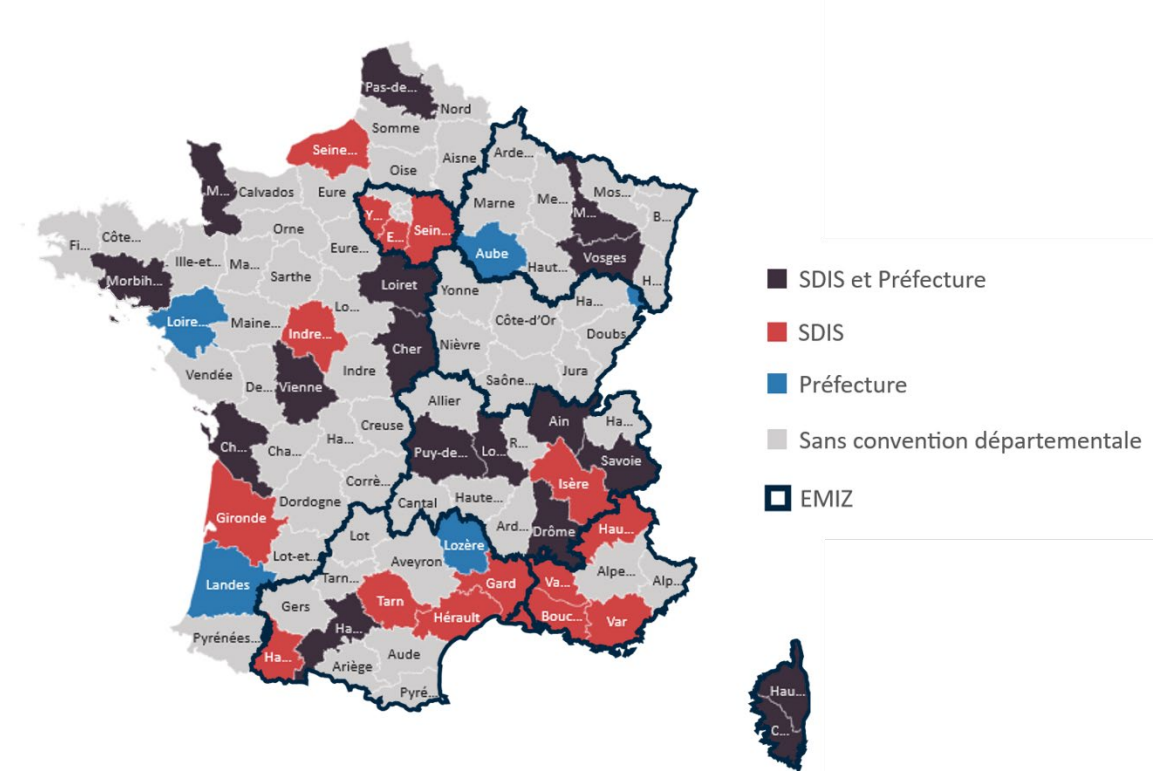 Pas-de...
Nord
Somme
Seine...
Oise
Aisne
Arde...
M...
Calvados
Eure
Marne
Me...
Mos...
B...
Y...
E...
Sein...
M...
Fi...
Côte...
Orne
Eure...
Aube
Haut...
Vosges
H...
Ille-et...
Ma...
Sarthe
Morbih...
Loiret
Yonne
Lo...
Ha...
Loire...
Maine...
Indre...
Côte-d'Or
Doubs
Cher
Nièvre
Vendée
De...
Vienne
Indre
Saône...
Jura
Allier
Creuse
Ch...
Cha...
Ha...
Puy-de...
Lo...
R...
Ain
Ha...
Savoie
Corrè...
Isère
Dordogne
Cantal
Haute...
Gironde
Ard...
Drôme
Hau...
Lot-et...
Lot
Lozère
Aveyron
Alpe...
Alp...
Landes
Tarn...
Gers
Tarn
Gard
Va...
Hérault
Bouc...
Var
Pyrénées...
Ha...
Ha...
Aude
Ariège
Pyré...
Hau...
C...
SDIS et Préfecture
SDIS
Préfecture
Sans convention départementale
EMIZ